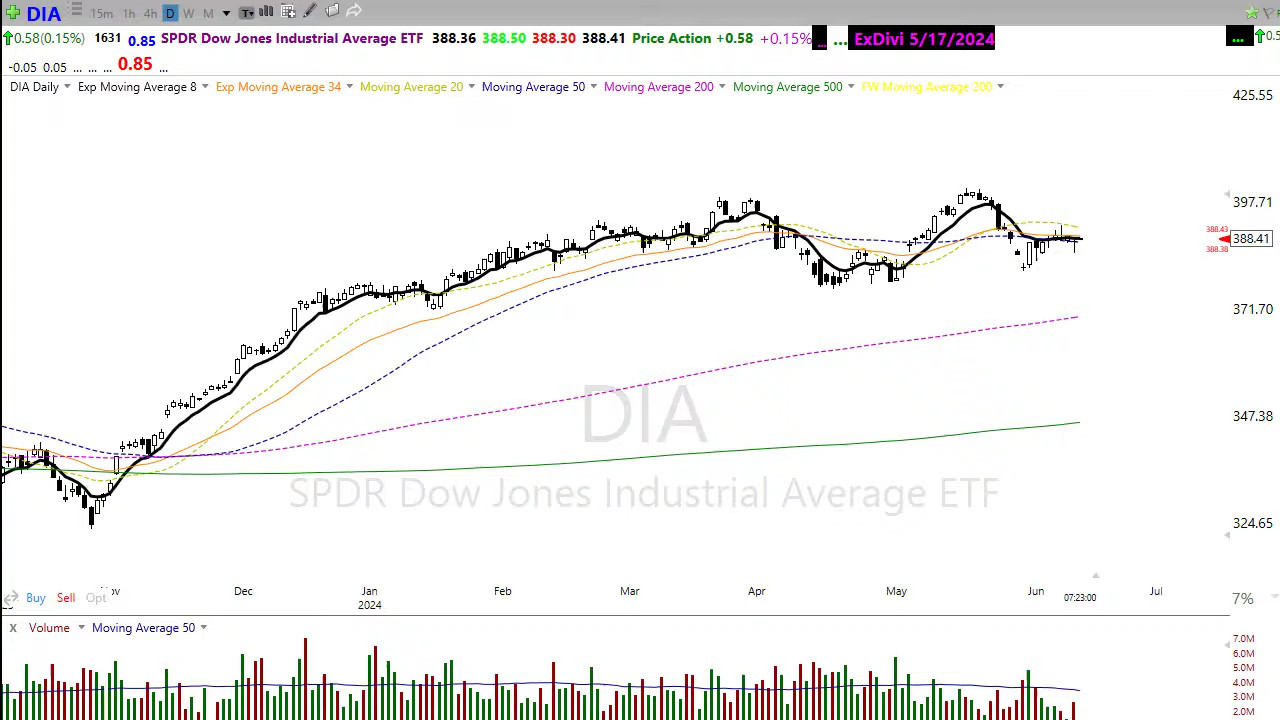 DIA 15m 1h 4h D W M T
0.58(0.15%) 1631 0.85 SPDR Dow Jones Industrial Average ETF 388.36 388.50 388.30 388.41 Price Action +0.58 +0.15% ... ... ExDivi 5/17/2024 ... 0.5
-0.05 0.05 ... ... ... 0.85 ...
DIA Daily Exp Moving Average 8 Exp Moving Average 34 Moving Average 20 Moving Average 50 Moving Average 200 Moving Average 500 FW Moving Average 200
425.55
397.71
388.43
388.41
388.38
371.70
DIA
347.38
SPDR Dow Jones Industrial Average ETF
324.65
Dec Jan Feb Mar Apr May Jun Jul
2024 07:23:00
Buy Sell Opt 7%
X Volume Moving Average 50
7.0M
6.0M
5.0M
4.0M
3.0M
2.0M